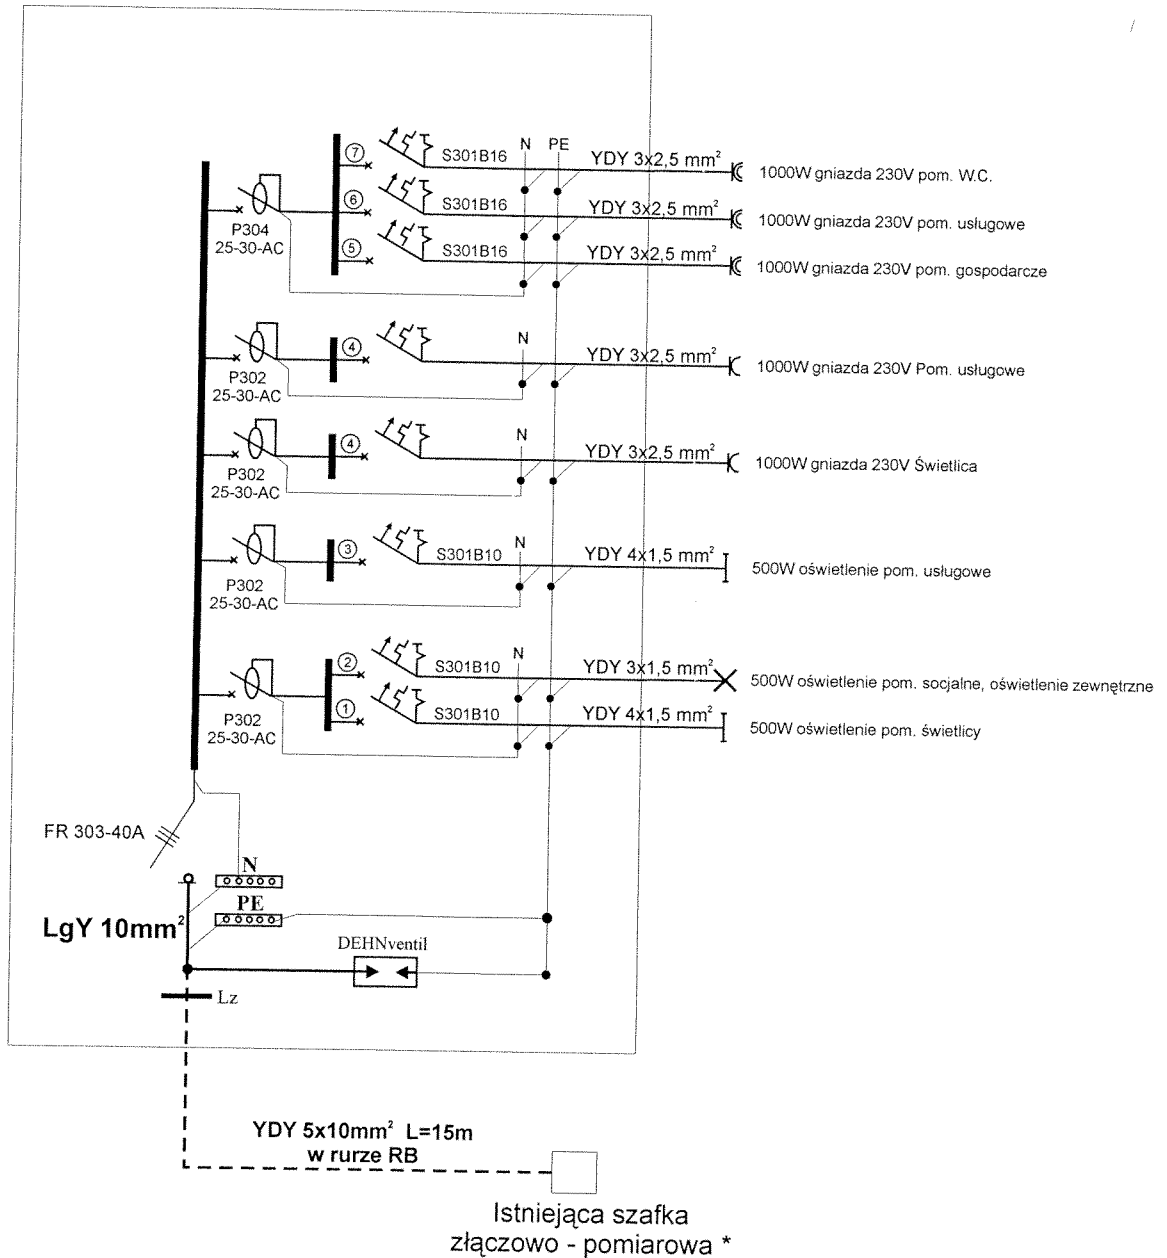 N PE
⑦ S301B16 YDY 3x2,5 mm² 1000W gniazda 230V pom. W.C.
⑥ S301B16 YDY 3x2,5 mm² 1000W gniazda 230V pom. usługowe
P304
25-30-AC
⑤ S301B16 YDY 3x2,5 mm² 1000W gniazda 230V pom. gospodarcze
N
④ YDY 3x2,5 mm² 1000W gniazda 230V Pom. usługowe
P302
25-30-AC
N
④ YDY 3x2,5 mm² 1000W gniazda 230V Świetlica
P302
25-30-AC
N
③ S301B10 YDY 4x1,5 mm² 500W oświetlenie pom. usługowe
P302
25-30-AC
N
② S301B10 YDY 3x1,5 mm² 500W oświetlenie pom. socjalne, oświetlenie zewnętrzne
① S301B10 YDY 4x1,5 mm² 500W oświetlenie pom. świetlicy
P302
25-30-AC
FR 303-40A
N
PE
LgY 10mm²
DEHNventil
Lz
YDY 5x10mm² L=15m
w rurze RB
Istniejąca szafka
złączowo - pomiarowa *